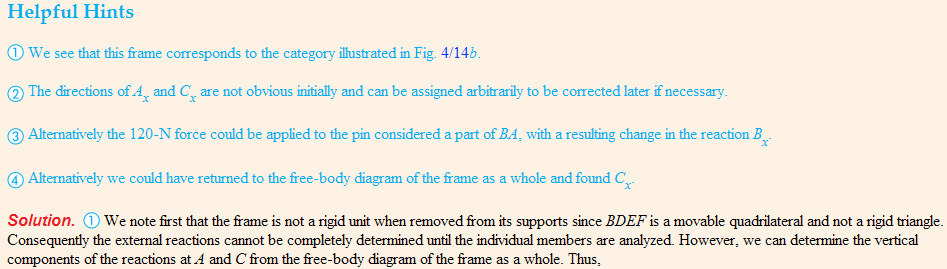 Helpful Hints
① We see that this frame corresponds to the category illustrated in Fig. 4/14b.
② The directions of Aₓ and Cₓ are not obvious initially and can be assigned arbitrarily to be corrected later if necessary.
③ Alternatively the 120-N force could be applied to the pin considered a part of BA, with a resulting change in the reaction Bₓ.
④ Alternatively we could have returned to the free-body diagram of the frame as a whole and found Cₓ.
Solution. ① We note first that the frame is not a rigid unit when removed from its supports since BDEF is a movable quadrilateral and not a rigid triangle.
Consequently the external reactions cannot be completely determined until the individual members are analyzed. However, we can determine the vertical
components of the reactions at A and C from the free-body diagram of the frame as a whole. Thus,